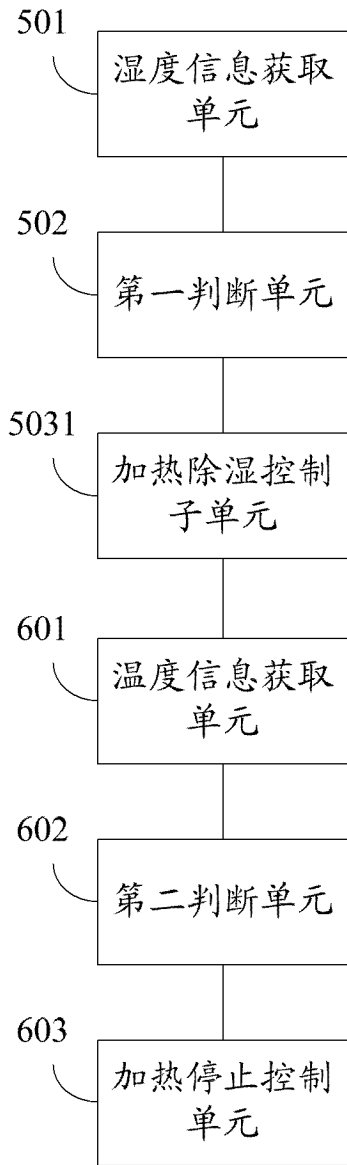 501
湿度信息获取
单元
502
第一判断单元
5031
加热除湿控制
子单元
601
温度信息获取
单元
602
第二判断单元
603
加热停止控制
单元